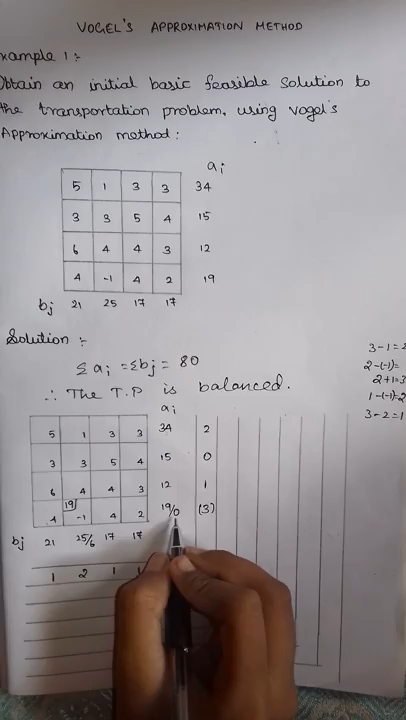 VOGEL'S APPROXIMATION METHOD
xample 1 :-
Obtain an initial basic feasible solution to
the transportation problem, using vogel's
Approximation method :
ai
5 1 3 3 34
3 3 5 4 15
6 4 4 3 12
4 -1 4 2 19
bj 21 25 17 17
Solution :-
Σ ai = Σ bj = 80
∴ The T.P is balanced.
3-1=2
2-(-1)=
2+1=3
1-(-1)=2
3-2=1
ai
5 1 3 3 34 2
3 3 5 4 15 0
6 4 4 3 12 1
4 [19] -1 4 2 19/0 (3)
bj 21 25/6 17 17
1 2 1